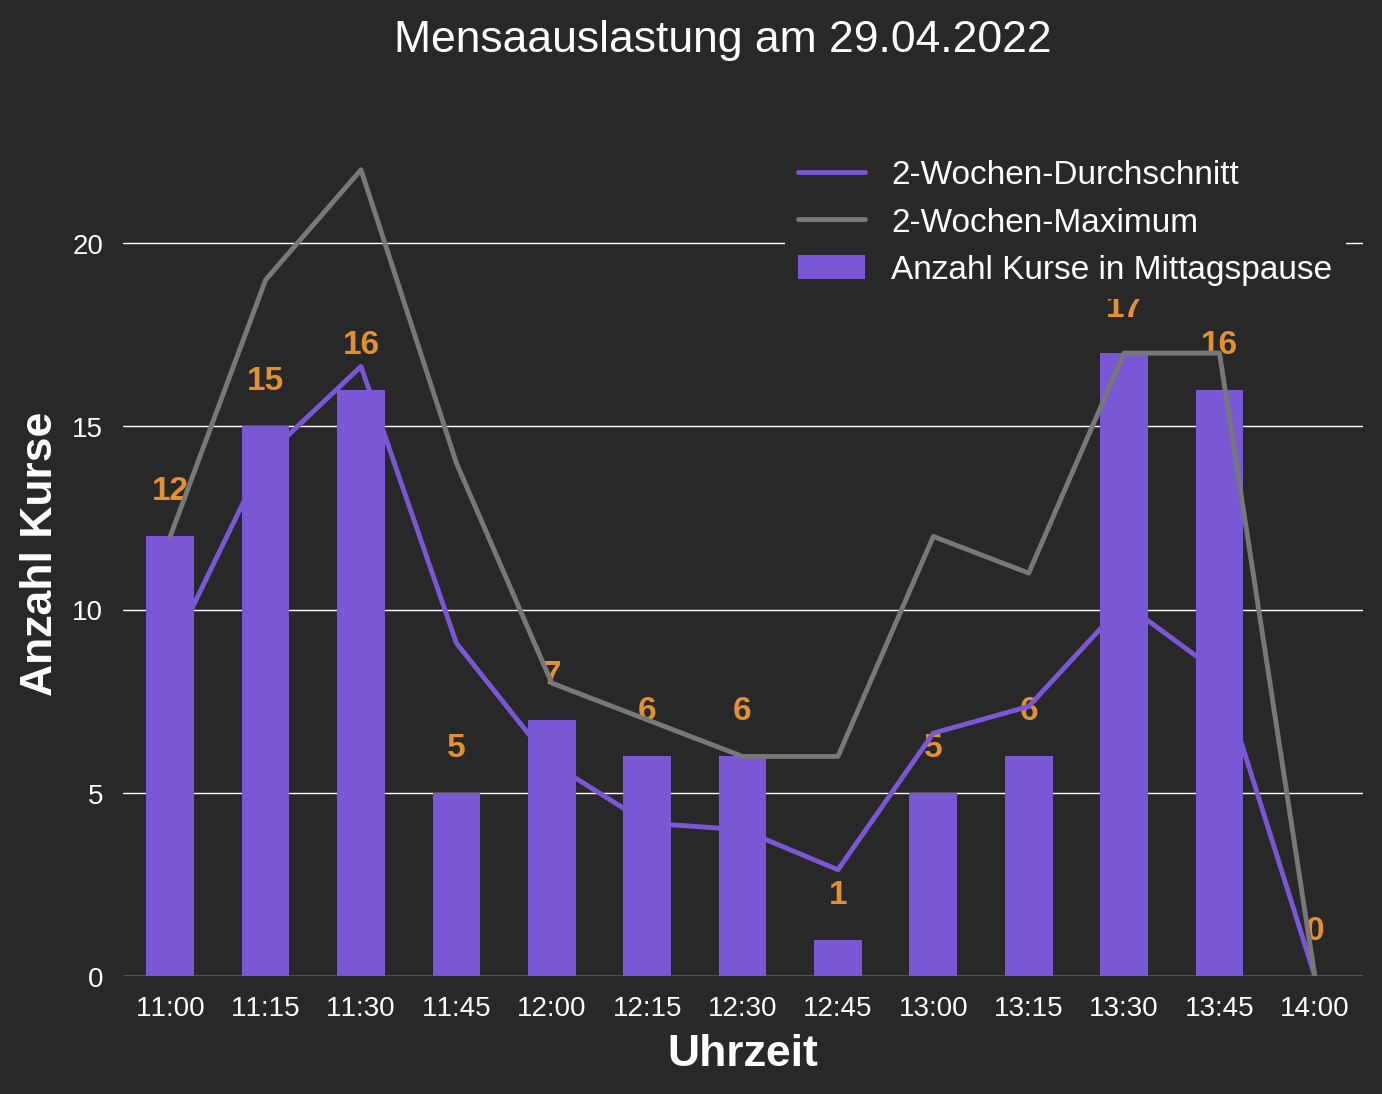 Mensaauslastung am 29.04.2022
2-Wochen-Durchschnitt
2-Wochen-Maximum
Anzahl Kurse in Mittagspause
20
15
10
5
0
Anzahl Kurse
12
15
16
5
7
6
6
1
5
6
17
16
0
11:00 11:15 11:30 11:45 12:00 12:15 12:30 12:45 13:00 13:15 13:30 13:45 14:00
Uhrzeit